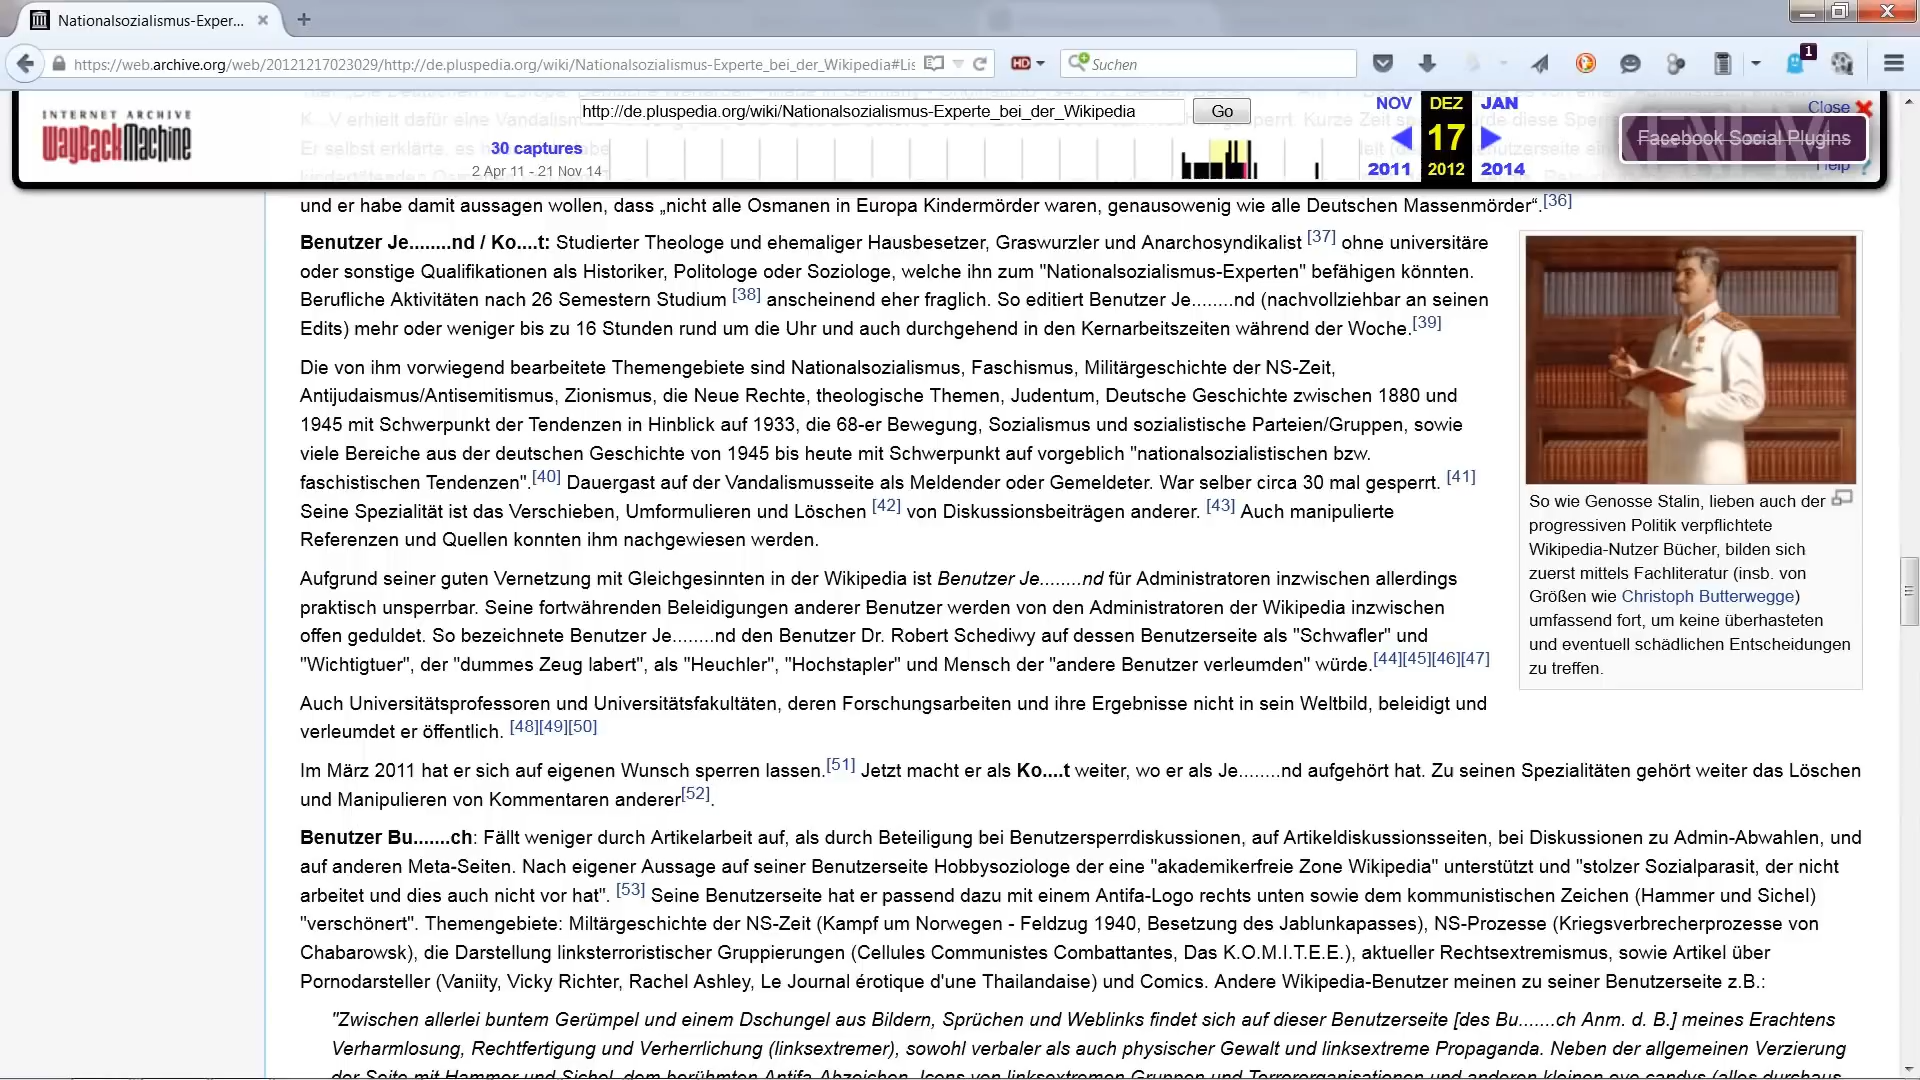 Nationalsozialismus-Exper...
https://web.archive.org/web/20121217023029/http://de.pluspedia.org/wiki/Nationalsozialismus-Experte_bei_der_Wikipedia#Lis
HD
Suchen
1
INTERNET ARCHIVE
WayBackMachine
http://de.pluspedia.org/wiki/Nationalsozialismus-Experte_bei_der_Wikipedia
Go
NOV DEZ JAN
Close
30 captures
17
Facebook Social Plugins
2 Apr 11 - 21 Nov 14
2011 2012 2014
Help
KENFM
und er habe damit aussagen wollen, dass „nicht alle Osmanen in Europa Kindermörder waren, genausowenig wie alle Deutschen Massenmörder“.[36]
Benutzer Je........nd / Ko....t: Studierter Theologe und ehemaliger Hausbesetzer, Graswurzler und Anarchosyndikalist [37] ohne universitäre
oder sonstige Qualifikationen als Historiker, Politologe oder Soziologe, welche ihn zum "Nationalsozialismus-Experten" befähigen könnten.
Berufliche Aktivitäten nach 26 Semestern Studium [38] anscheinend eher fraglich. So editiert Benutzer Je........nd (nachvollziehbar an seinen
Edits) mehr oder weniger bis zu 16 Stunden rund um die Uhr und auch durchgehend in den Kernarbeitszeiten während der Woche.[39]
Die von ihm vorwiegend bearbeitete Themengebiete sind Nationalsozialismus, Faschismus, Militärgeschichte der NS-Zeit,
Antijudaismus/Antisemitismus, Zionismus, die Neue Rechte, theologische Themen, Judentum, Deutsche Geschichte zwischen 1880 und
1945 mit Schwerpunkt der Tendenzen in Hinblick auf 1933, die 68-er Bewegung, Sozialismus und sozialistische Parteien/Gruppen, sowie
viele Bereiche aus der deutschen Geschichte von 1945 bis heute mit Schwerpunkt auf vorgeblich "nationalsozialistischen bzw.
faschistischen Tendenzen".[40] Dauergast auf der Vandalismusseite als Meldender oder Gemeldeter. War selber circa 30 mal gesperrt. [41]
Seine Spezialität ist das Verschieben, Umformulieren und Löschen [42] von Diskussionsbeiträgen anderer. [43] Auch manipulierte
Referenzen und Quellen konnten ihm nachgewiesen werden.
Aufgrund seiner guten Vernetzung mit Gleichgesinnten in der Wikipedia ist Benutzer Je........nd für Administratoren inzwischen allerdings
praktisch unsperrbar. Seine fortwährenden Beleidigungen anderer Benutzer werden von den Administratoren der Wikipedia inzwischen
offen geduldet. So bezeichnete Benutzer Je........nd den Benutzer Dr. Robert Schediwy auf dessen Benutzerseite als "Schwafler" und
"Wichtigtuer", der "dummes Zeug labert", als "Heuchler", "Hochstapler" und Mensch der "andere Benutzer verleumden" würde.[44][45][46][47]
Auch Universitätsprofessoren und Universitätsfakultäten, deren Forschungsarbeiten und ihre Ergebnisse nicht in sein Weltbild, beleidigt und
verleumdet er öffentlich. [48][49][50]
So wie Genosse Stalin, lieben auch der
progressiven Politik verpflichtete
Wikipedia-Nutzer Bücher, bilden sich
zuerst mittels Fachliteratur (insb. von
Größen wie Christoph Butterwegge)
umfassend fort, um keine überhasteten
und eventuell schädlichen Entscheidungen
zu treffen.
Im März 2011 hat er sich auf eigenen Wunsch sperren lassen.[51] Jetzt macht er als Ko....t weiter, wo er als Je........nd aufgehört hat. Zu seinen Spezialitäten gehört weiter das Löschen
und Manipulieren von Kommentaren anderer[52].
Benutzer Bu.......ch: Fällt weniger durch Artikelarbeit auf, als durch Beteiligung bei Benutzersperrdiskussionen, auf Artikeldiskussionsseiten, bei Diskussionen zu Admin-Abwahlen, und
auf anderen Meta-Seiten. Nach eigener Aussage auf seiner Benutzerseite Hobbysoziologe der eine "akademikerfreie Zone Wikipedia" unterstützt und "stolzer Sozialparasit, der nicht
arbeitet und dies auch nicht vor hat". [53] Seine Benutzerseite hat er passend dazu mit einem Antifa-Logo rechts unten sowie dem kommunistischen Zeichen (Hammer und Sichel)
"verschönert". Themengebiete: Miltärgeschichte der NS-Zeit (Kampf um Norwegen - Feldzug 1940, Besetzung des Jablunkapasses), NS-Prozesse (Kriegsverbrecherprozesse von
Chabarowsk), die Darstellung linksterroristischer Gruppierungen (Cellules Communistes Combattantes, Das K.O.M.I.T.E.E.), aktueller Rechtsextremismus, sowie Artikel über
Pornodarsteller (Vaniity, Vicky Richter, Rachel Ashley, Le Journal érotique d'une Thailandaise) und Comics. Andere Wikipedia-Benutzer meinen zu seiner Benutzerseite z.B.:
"Zwischen allerlei buntem Gerümpel und einem Dschungel aus Bildern, Sprüchen und Weblinks findet sich auf dieser Benutzerseite [des Bu.......ch Anm. d. B.] meines Erachtens
Verharmlosung, Rechtfertigung und Verherrlichung (linksextremer), sowohl verbaler als auch physischer Gewalt und linksextreme Propaganda. Neben der allgemeinen Verzierung
der Seite mit Hammer und Sichel, dem berühmten Antifa-Abzeichen, Icons von linksextremen Gruppen und Terrororganisationen und anderen kleinen eye candys (alles durchaus